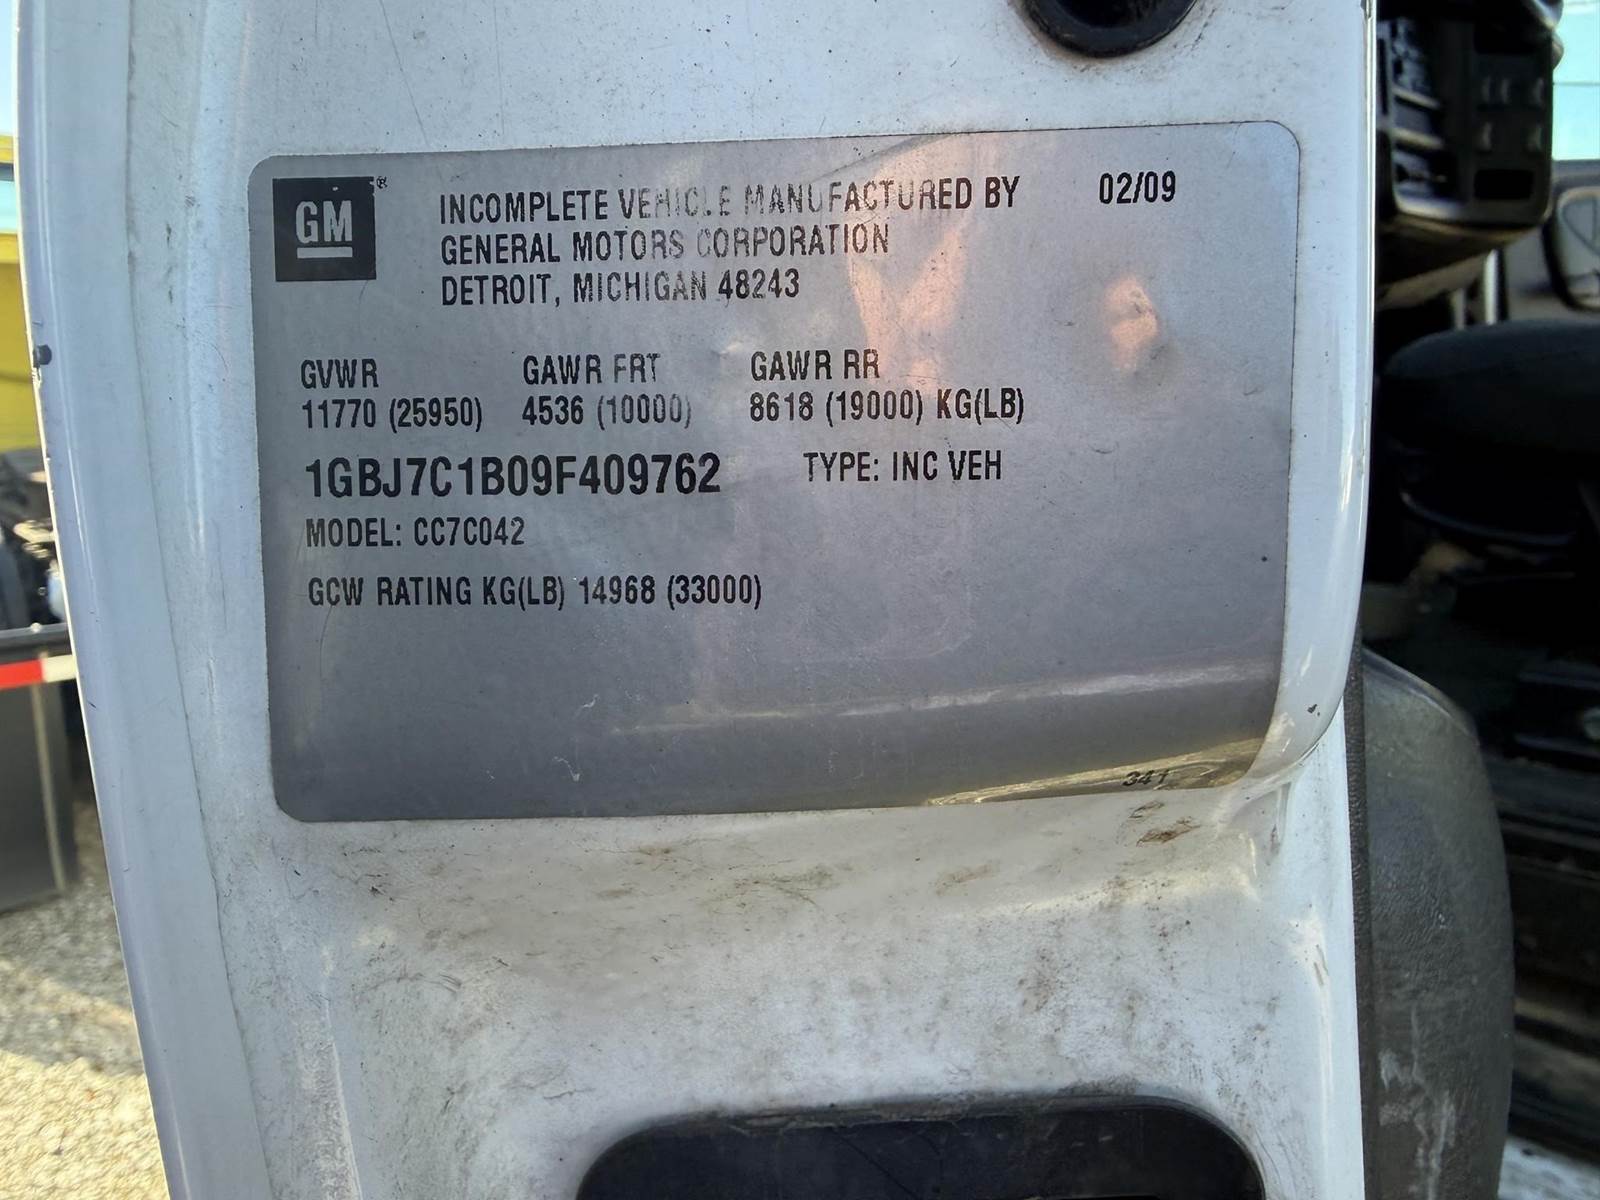 GM®
INCOMPLETE VEHICLE MANUFACTURED BY 02/09
GENERAL MOTORS CORPORATION
DETROIT, MICHIGAN 48243
GVWR GAWR FRT GAWR RR
11770 (25950) 4536 (10000) 8618 (19000) KG(LB)
1GBJ7C1B09F409762 TYPE: INC VEH
MODEL: CC7C042
GCW RATING KG(LB) 14968 (33000)
341